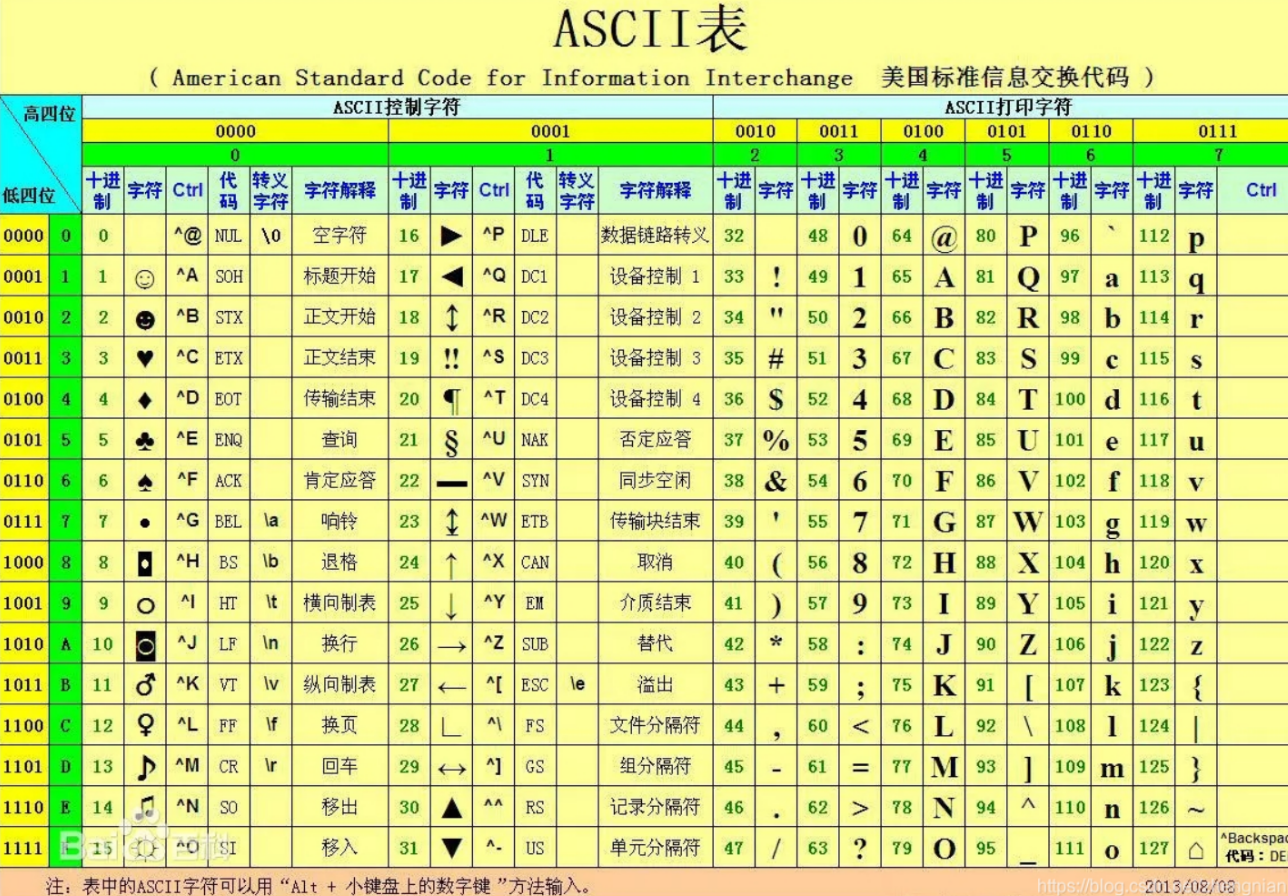 ASCII表
( American Standard Code for Information Interchange 美国标准信息交换代码 )
高四位 ASCII控制字符 ASCII打印字符
0000 0001 0010 0011 0100 0101 0110 0111
0 1 2 3 4 5 6 7
低四位 十进制 字符 Ctrl 代码 转义字符 字符解释 十进制 字符 Ctrl 代码 转义字符 字符解释 十进制 字符 十进制 字符 十进制 字符 十进制 字符 十进制 字符 十进制 字符 Ctrl
0000 0 0 ^@ NUL \0 空字符 16 ► ^P DLE 数据链路转义 32 48 0 64 @ 80 P 96 ` 112 p
0001 1 1 ☺ ^A SOH 标题开始 17 ◄ ^Q DC1 设备控制 1 33 ! 49 1 65 A 81 Q 97 a 113 q
0010 2 2 ☻ ^B STX 正文开始 18 ↕ ^R DC2 设备控制 2 34 " 50 2 66 B 82 R 98 b 114 r
0011 3 3 ♥ ^C ETX 正文结束 19 ‼ ^S DC3 设备控制 3 35 # 51 3 67 C 83 S 99 c 115 s
0100 4 4 ♦ ^D EOT 传输结束 20 ¶ ^T DC4 设备控制 4 36 $ 52 4 68 D 84 T 100 d 116 t
0101 5 5 ♣ ^E ENQ 查询 21 § ^U NAK 否定应答 37 % 53 5 69 E 85 U 101 e 117 u
0110 6 6 ♠ ^F ACK 肯定应答 22 ▬ ^V SYN 同步空闲 38 & 54 6 70 F 86 V 102 f 118 v
0111 7 7 • ^G BEL \a 响铃 23 ↨ ^W ETB 传输块结束 39 ' 55 7 71 G 87 W 103 g 119 w
1000 8 8 ◘ ^H BS \b 退格 24 ↑ ^X CAN 取消 40 ( 56 8 72 H 88 X 104 h 120 x
1001 9 9 ○ ^I HT \t 横向制表 25 ↓ ^Y EM 介质结束 41 ) 57 9 73 I 89 Y 105 i 121 y
1010 A 10 ◙ ^J LF \n 换行 26 → ^Z SUB 替代 42 * 58 : 74 J 90 Z 106 j 122 z
1011 B 11 ♂ ^K VT \v 纵向制表 27 ← ^[ ESC \e 溢出 43 + 59 ; 75 K 91 [ 107 k 123 {
1100 C 12 ♀ ^L FF \f 换页 28 ∟ ^\ FS 文件分隔符 44 , 60 < 76 L 92 \ 108 l 124 |
1101 D 13 ♪ ^M CR \r 回车 29 ↔ ^] GS 组分隔符 45 - 61 = 77 M 93 ] 109 m 125 }
1110 E 14 ♫ ^N SO 移出 30 ▲ ^^ RS 记录分隔符 46 . 62 > 78 N 94 ^ 110 n 126 ~
1111 15 ☼ ^O SI 移入 31 ▼ ^- US 单元分隔符 47 / 63 ? 79 O 95 _ 111 o 127 ⌂ ^Backspac
代码：DE
Bai 百科
注：表中的ASCII字符可以用“Alt + 小键盘上的数字键”方法输入。 2013/08/08
https://blog.cs